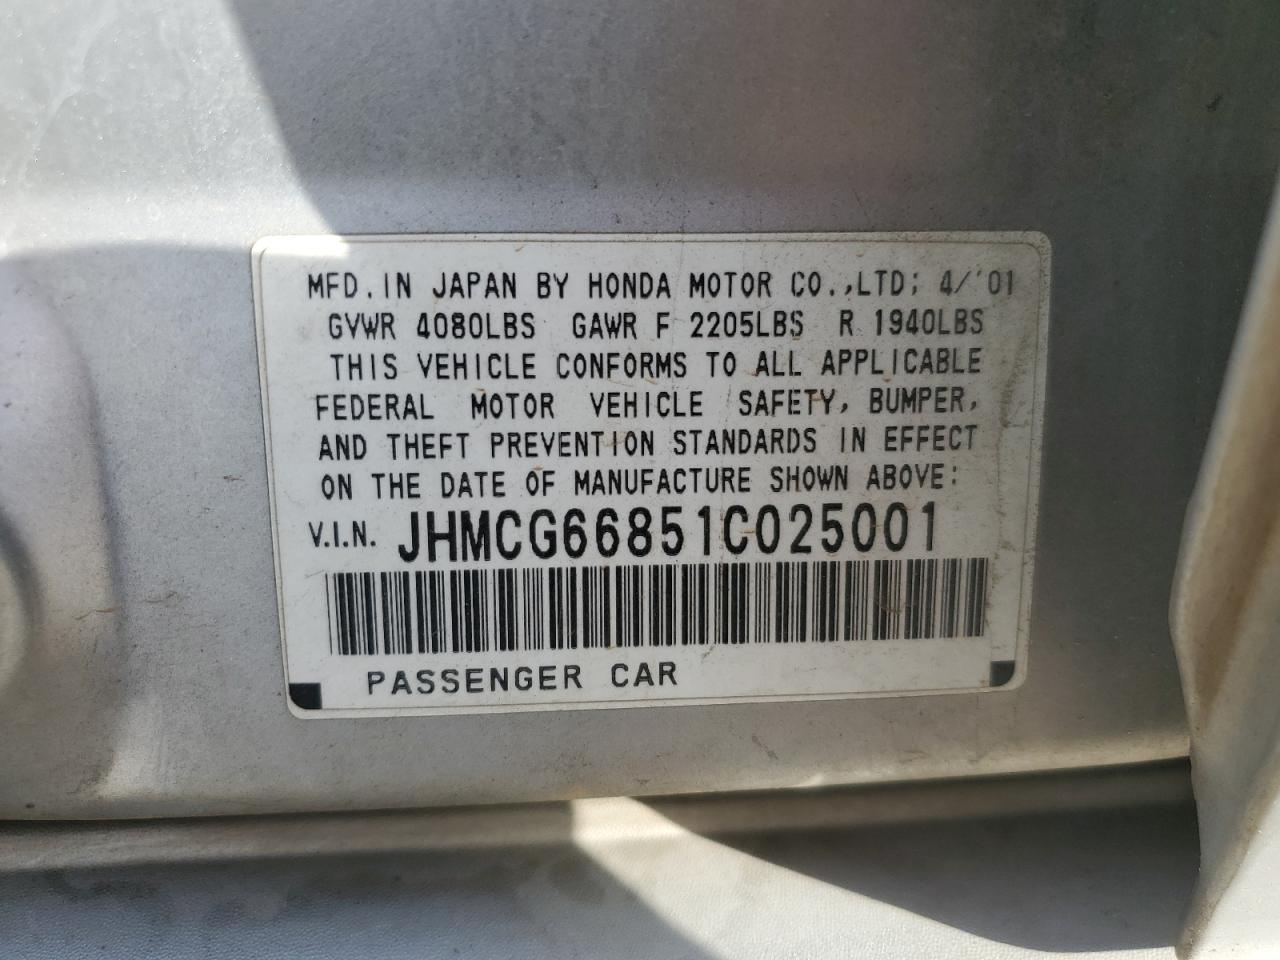 MFD. IN JAPAN BY HONDA MOTOR CO.,LTD; 4/'01
GVWR 4080LBS GAWR F 2205LBS R 1940LBS
THIS VEHICLE CONFORMS TO ALL APPLICABLE
FEDERAL MOTOR VEHICLE SAFETY, BUMPER,
AND THEFT PREVENTION STANDARDS IN EFFECT
ON THE DATE OF MANUFACTURE SHOWN ABOVE:
V.I.N. JHMCG66851C025001
PASSENGER CAR